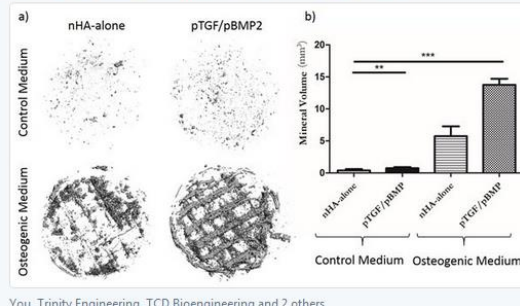 a)
nHA-alone
pTGF/pBMP2
Control Medium
Osteogenic Medium
b)
Mineral Volume (mm³)
20
15
10
5
0
***
**
nHA-alone
pTGF/pBMP
nHA-alone
pTGF/pBMP
Control Medium
Osteogenic Medium
You, Trinity Engineering, TCD Bioengineering and 2 others